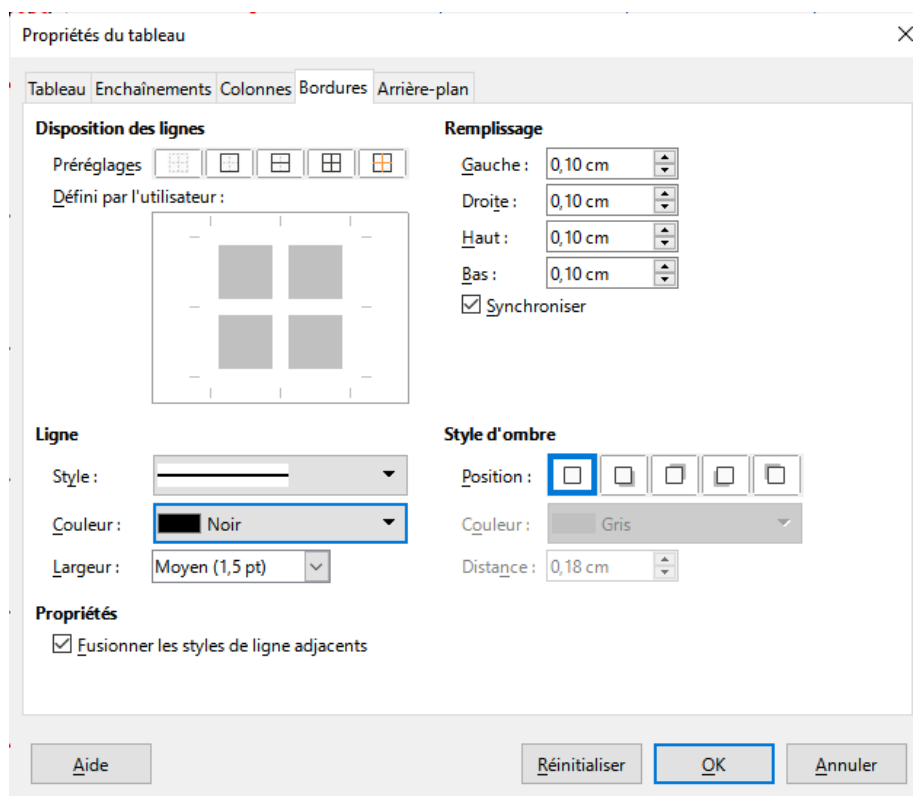 Propriétés du tableau
Tableau Enchaînements Colonnes Bordures Arrière-plan
Disposition des lignes
Préréglages
Défini par l'utilisateur :
Remplissage
Gauche : 0,10 cm
Droite : 0,10 cm
Haut : 0,10 cm
Bas : 0,10 cm
Synchroniser
Ligne
Style :
Couleur : Noir
Largeur : Moyen (1,5 pt)
Style d'ombre
Position :
Couleur : Gris
Distance : 0,18 cm
Propriétés
Fusionner les styles de ligne adjacents
Aide Réinitialiser OK Annuler